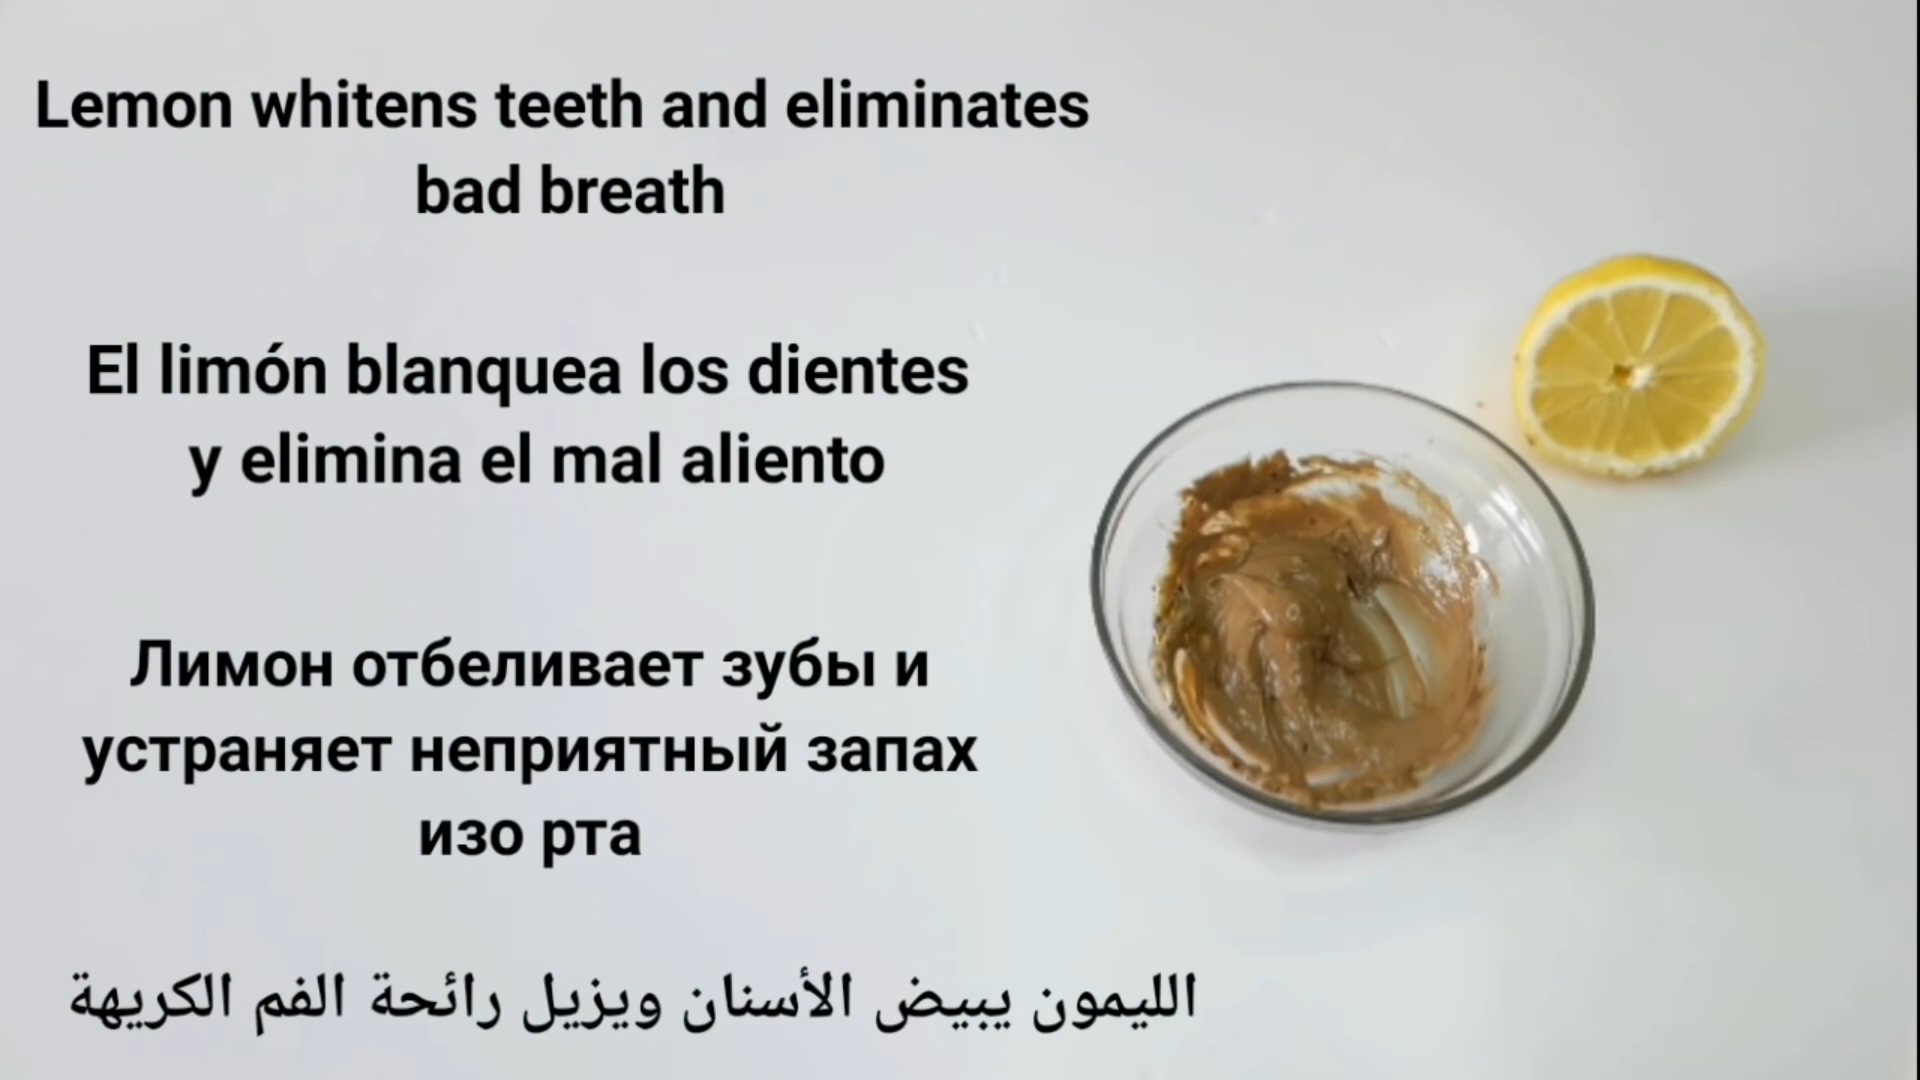 Lemon whitens teeth and eliminates
bad breath
El limón blanquea los dientes
y elimina el mal aliento
Лимон отбеливает зубы и
устраняет неприятный запах
изо рта
الليمون يبيض الأسنان ويزيل رائحة الفم الكريهة